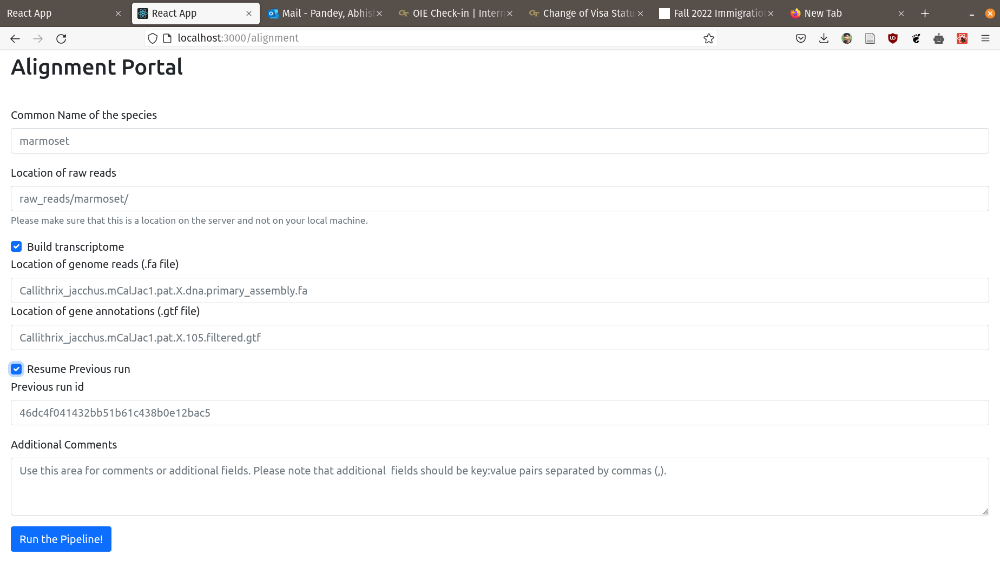 React App
React App
Mail - Pandey, Abhis
OIE Check-in | Intern
Change of Visa Statu
Fall 2022 Immigratio
New Tab
localhost:3000/alignment
Alignment Portal
Common Name of the species
marmoset
Location of raw reads
raw_reads/marmoset/
Please make sure that this is a location on the server and not on your local machine.
Build transcriptome
Location of genome reads (.fa file)
Callithrix_jacchus.mCalJac1.pat.X.dna.primary_assembly.fa
Location of gene annotations (.gtf file)
Callithrix_jacchus.mCalJac1.pat.X.105.filtered.gtf
Resume Previous run
Previous run id
46dc4f041432bb51b61c438b0e12bac5
Additional Comments
Use this area for comments or additional fields. Please note that additional  fields should be key:value pairs separated by commas (,).
Run the Pipeline!